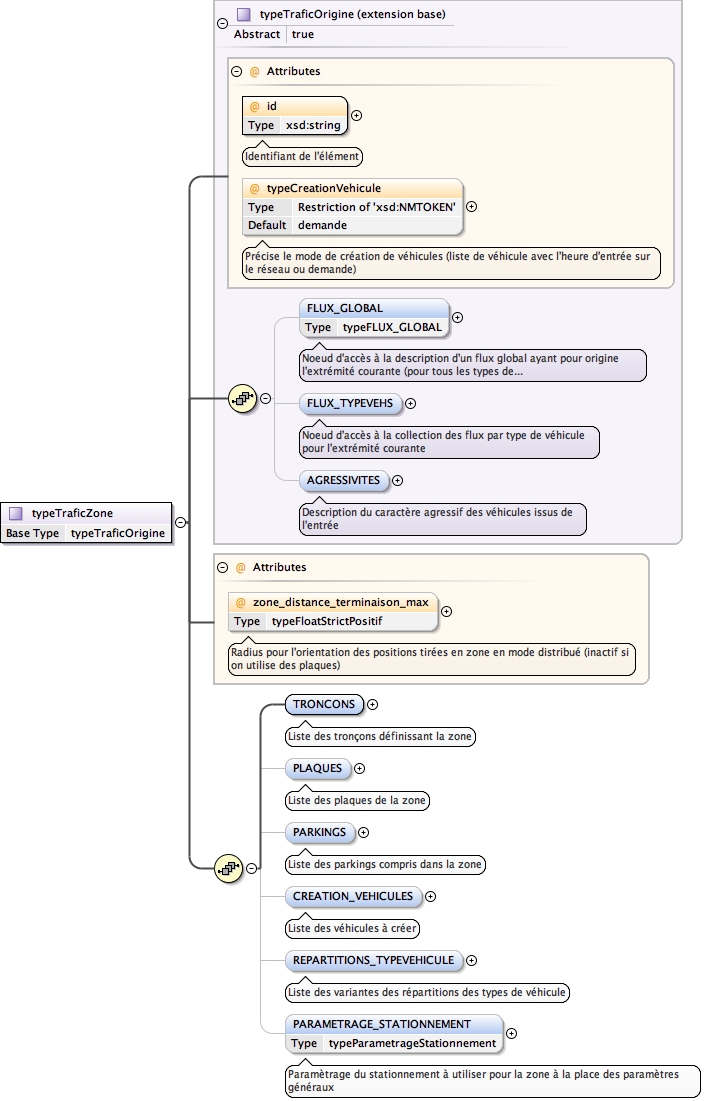 typeTraficOrigine (extension base)
Abstract true
@ Attributes
@ id
Type xsd:string
Identifiant de l'élément
@ typeCreationVehicule
Type Restriction of 'xsd:NMTOKEN'
Default demande
Précise le mode de création de véhicules (liste de véhicule avec l'heure d'entrée sur
le réseau ou demande)
FLUX_GLOBAL
Type typeFLUX_GLOBAL
Noeud d'accès à la description d'un flux global ayant pour origine
l'extrémité courante (pour tous les types de...
FLUX_TYPEVEHS
Noeud d'accès à la collection des flux par type de véhicule
pour l'extrémité courante
AGRESSIVITES
Description du caractère agressif des véhicules issus de
l'entrée
typeTraficZone
Base Type typeTraficOrigine
@ Attributes
@ zone_distance_terminaison_max
Type typeFloatStrictPositif
Radius pour l'orientation des positions tirées en zone en mode distribué (inactif si
on utilise des plaques)
TRONCONS
Liste des tronçons définissant la zone
PLAQUES
Liste des plaques de la zone
PARKINGS
Liste des parkings compris dans la zone
CREATION_VEHICULES
Liste des véhicules à créer
REPARTITIONS_TYPEVEHICULE
Liste des variantes des répartitions des types de véhicule
PARAMETRAGE_STATIONNEMENT
Type typeParametrageStationnement
Paramètrage du stationnement à utiliser pour la zone à la place des paramètres
généraux